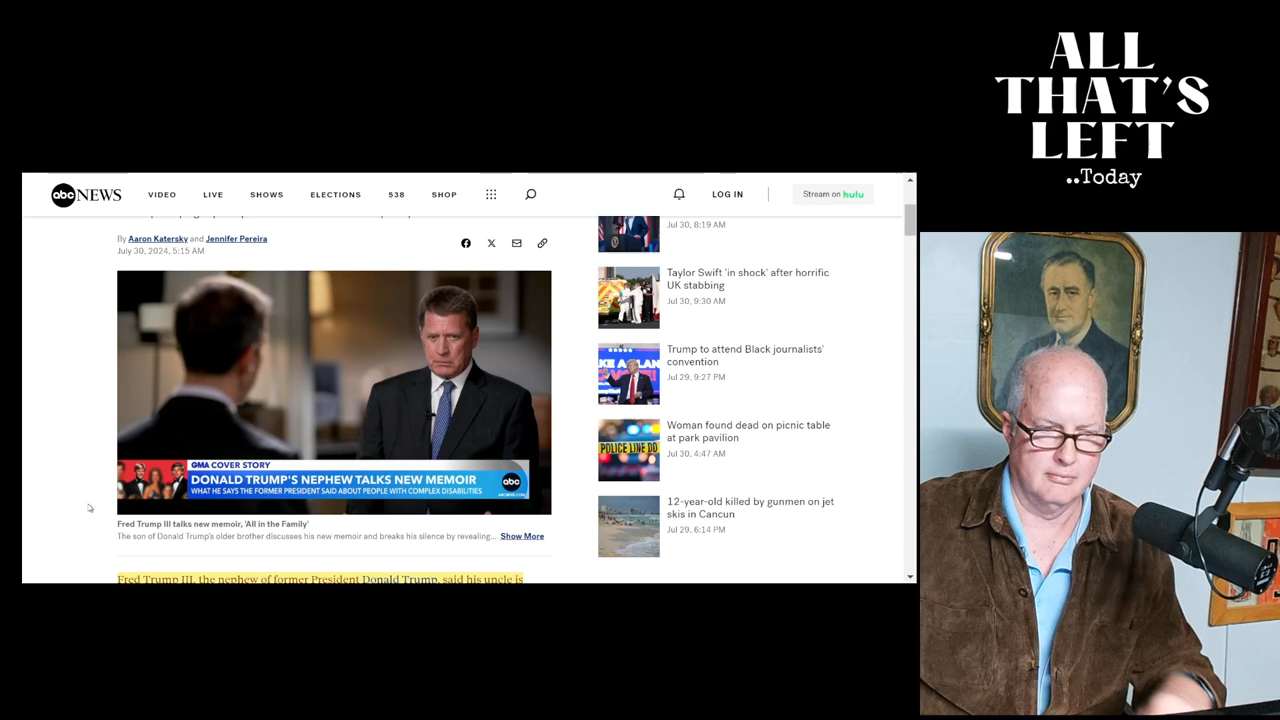 ALL
THAT'S
LEFT
..Today
abc NEWS
VIDEO
LIVE
SHOWS
ELECTIONS
538
SHOP
LOG IN
Stream on hulu
By Aaron Katersky and Jennifer Pereira
July 30, 2024, 5:15 AM
GMA COVER STORY
DONALD TRUMP'S NEPHEW TALKS NEW MEMOIR
WHAT HE SAYS THE FORMER PRESIDENT SAID ABOUT PEOPLE WITH COMPLEX DISABILITIES
abc
ABCNEWS.COM
Fred Trump III talks new memoir, 'All in the Family'
The son of Donald Trump's older brother discusses his new memoir and breaks his silence by revealing... Show More
Fred Trump III, the nephew of former President Donald Trump, said his uncle is
Jul 30, 8:19 AM
Taylor Swift 'in shock' after horrific
UK stabbing
Jul 30, 9:30 AM
Trump to attend Black journalists'
convention
Jul 29, 9:27 PM
Woman found dead on picnic table
at park pavilion
Jul 30, 4:47 AM
POLICE LINE DO
12-year-old killed by gunmen on jet
skis in Cancun
Jul 29, 6:14 PM